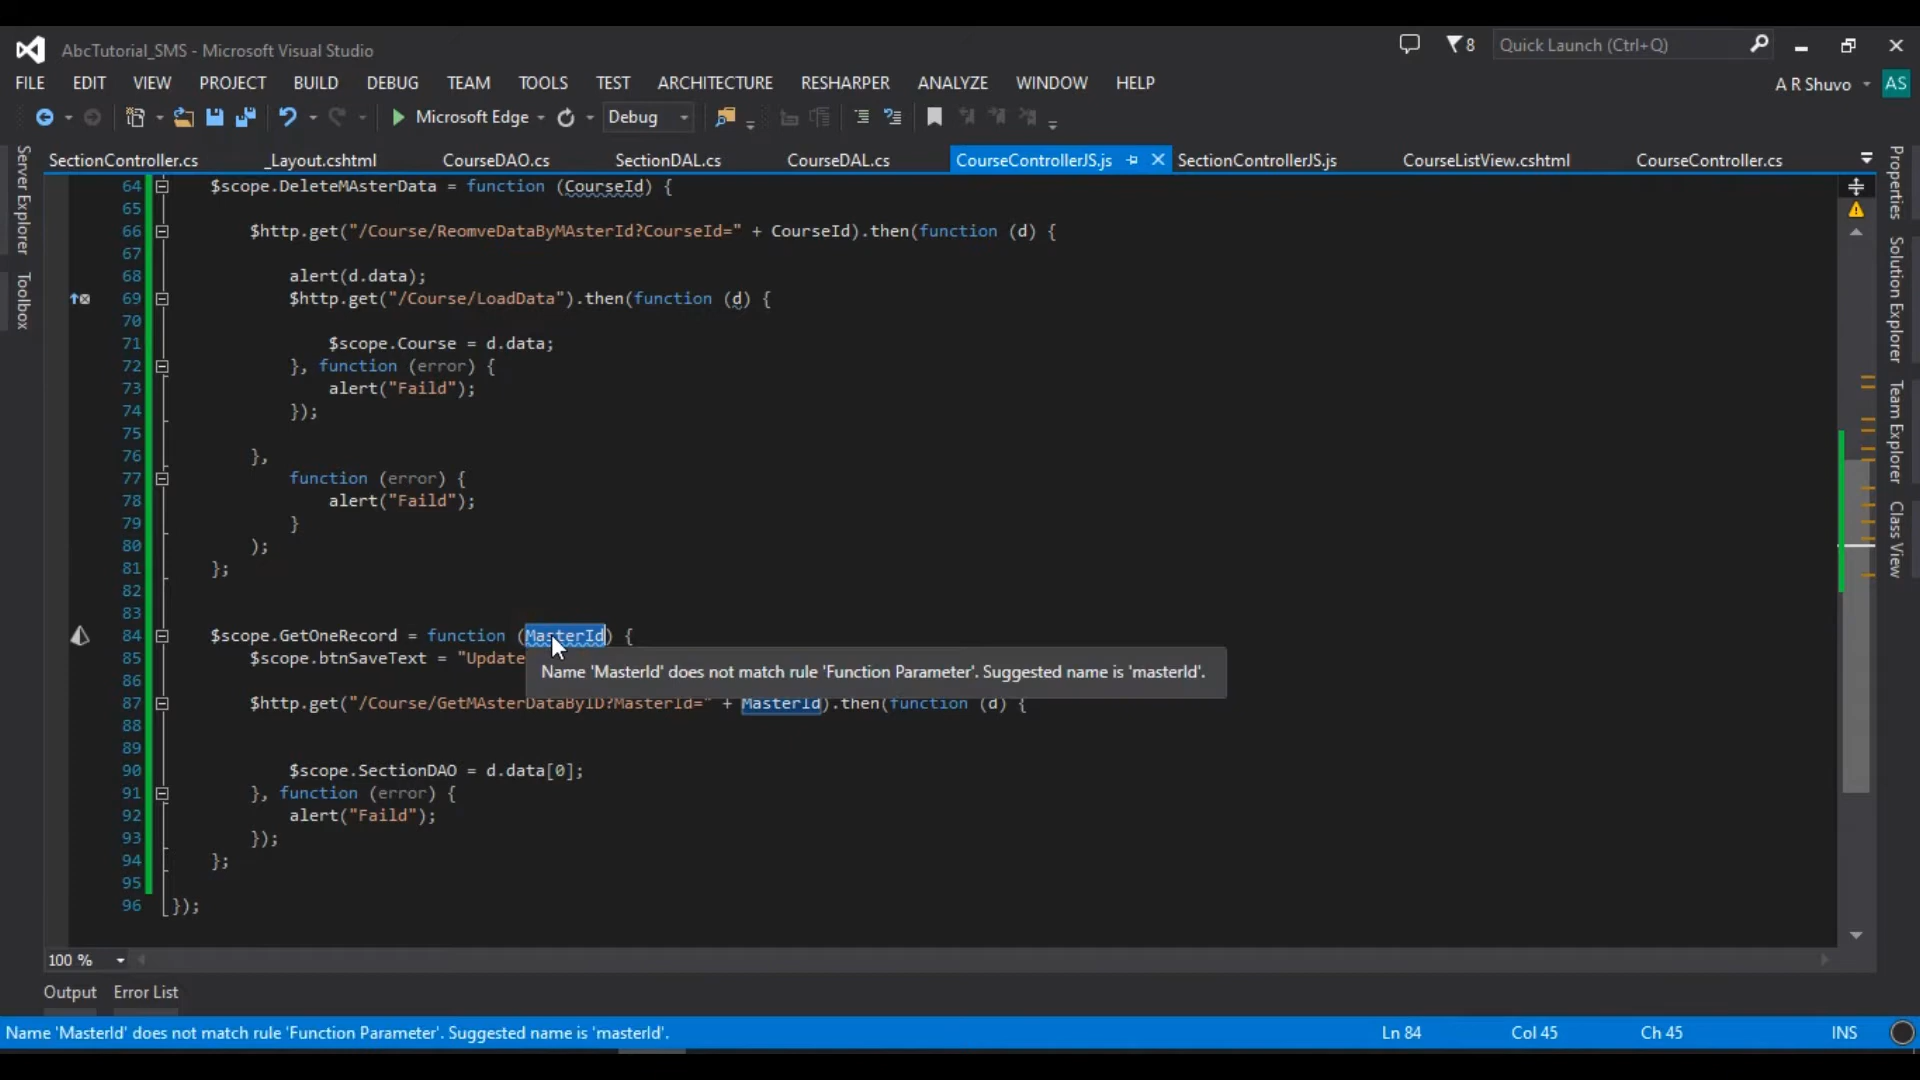 AbcTutorial_SMS - Microsoft Visual Studio
8
Quick Launch (Ctrl+Q)
FILE EDIT VIEW PROJECT BUILD DEBUG TEAM TOOLS TEST ARCHITECTURE RESHARPER ANALYZE WINDOW HELP
A R Shuvo AS
Microsoft Edge Debug
SectionController.cs _Layout.cshtml CourseDAO.cs SectionDAL.cs CourseDAL.cs CourseControllerJS.js SectionControllerJS.js CourseListView.cshtml CourseController.cs
Server Explorer
Toolbox
64 $scope.DeleteMAsterData = function (CourseId) {
65
66 $http.get("/Course/ReomveDataByMAsterId?CourseId=" + CourseId).then(function (d) {
67
68 alert(d.data);
69 $http.get("/Course/LoadData").then(function (d) {
70
71 $scope.Course = d.data;
72 }, function (error) {
73 alert("Faild");
74 });
75
76 },
77 function (error) {
78 alert("Faild");
79 }
80 );
81 };
82
83
84 $scope.GetOneRecord = function (MasterId) {
85 $scope.btnSaveText = "Update
Name 'MasterId' does not match rule 'Function Parameter'. Suggested name is 'masterId'.
86
87 $http.get("/Course/GetMAsterDataByID?MasterId=" + MasterId).then(function (d) {
88
89
90 $scope.SectionDAO = d.data[0];
91 }, function (error) {
92 alert("Faild");
93 });
94 };
95
96 });
Properties
Solution Explorer
Team Explorer
Class View
100 %
Output Error List
Name 'MasterId' does not match rule 'Function Parameter'. Suggested name is 'masterId'.
Ln 84 Col 45 Ch 45 INS